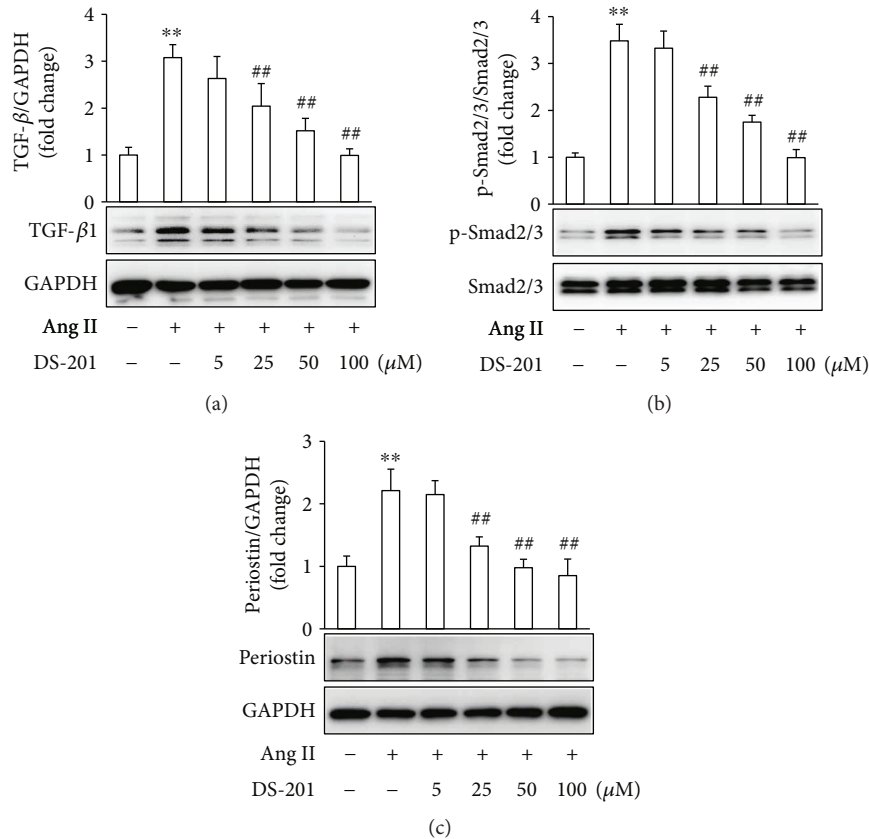 TGF-β/GAPDH
(fold change)
4
3
2
1
0
**
##
##
##
TGF-β1
GAPDH
Ang II − + + + + +
DS-201 − − 5 25 50 100 (μM)
(a)
p-Smad2/3/Smad2/3
(fold change)
5
4
3
2
1
0
**
##
##
##
p-Smad2/3
Smad2/3
Ang II − + + + + +
DS-201 − − 5 25 50 100 (μM)
(b)
Periostin/GAPDH
(fold change)
3
2
1
0
**
##
##
##
Periostin
GAPDH
Ang II − + + + + +
DS-201 − − 5 25 50 100 (μM)
(c)